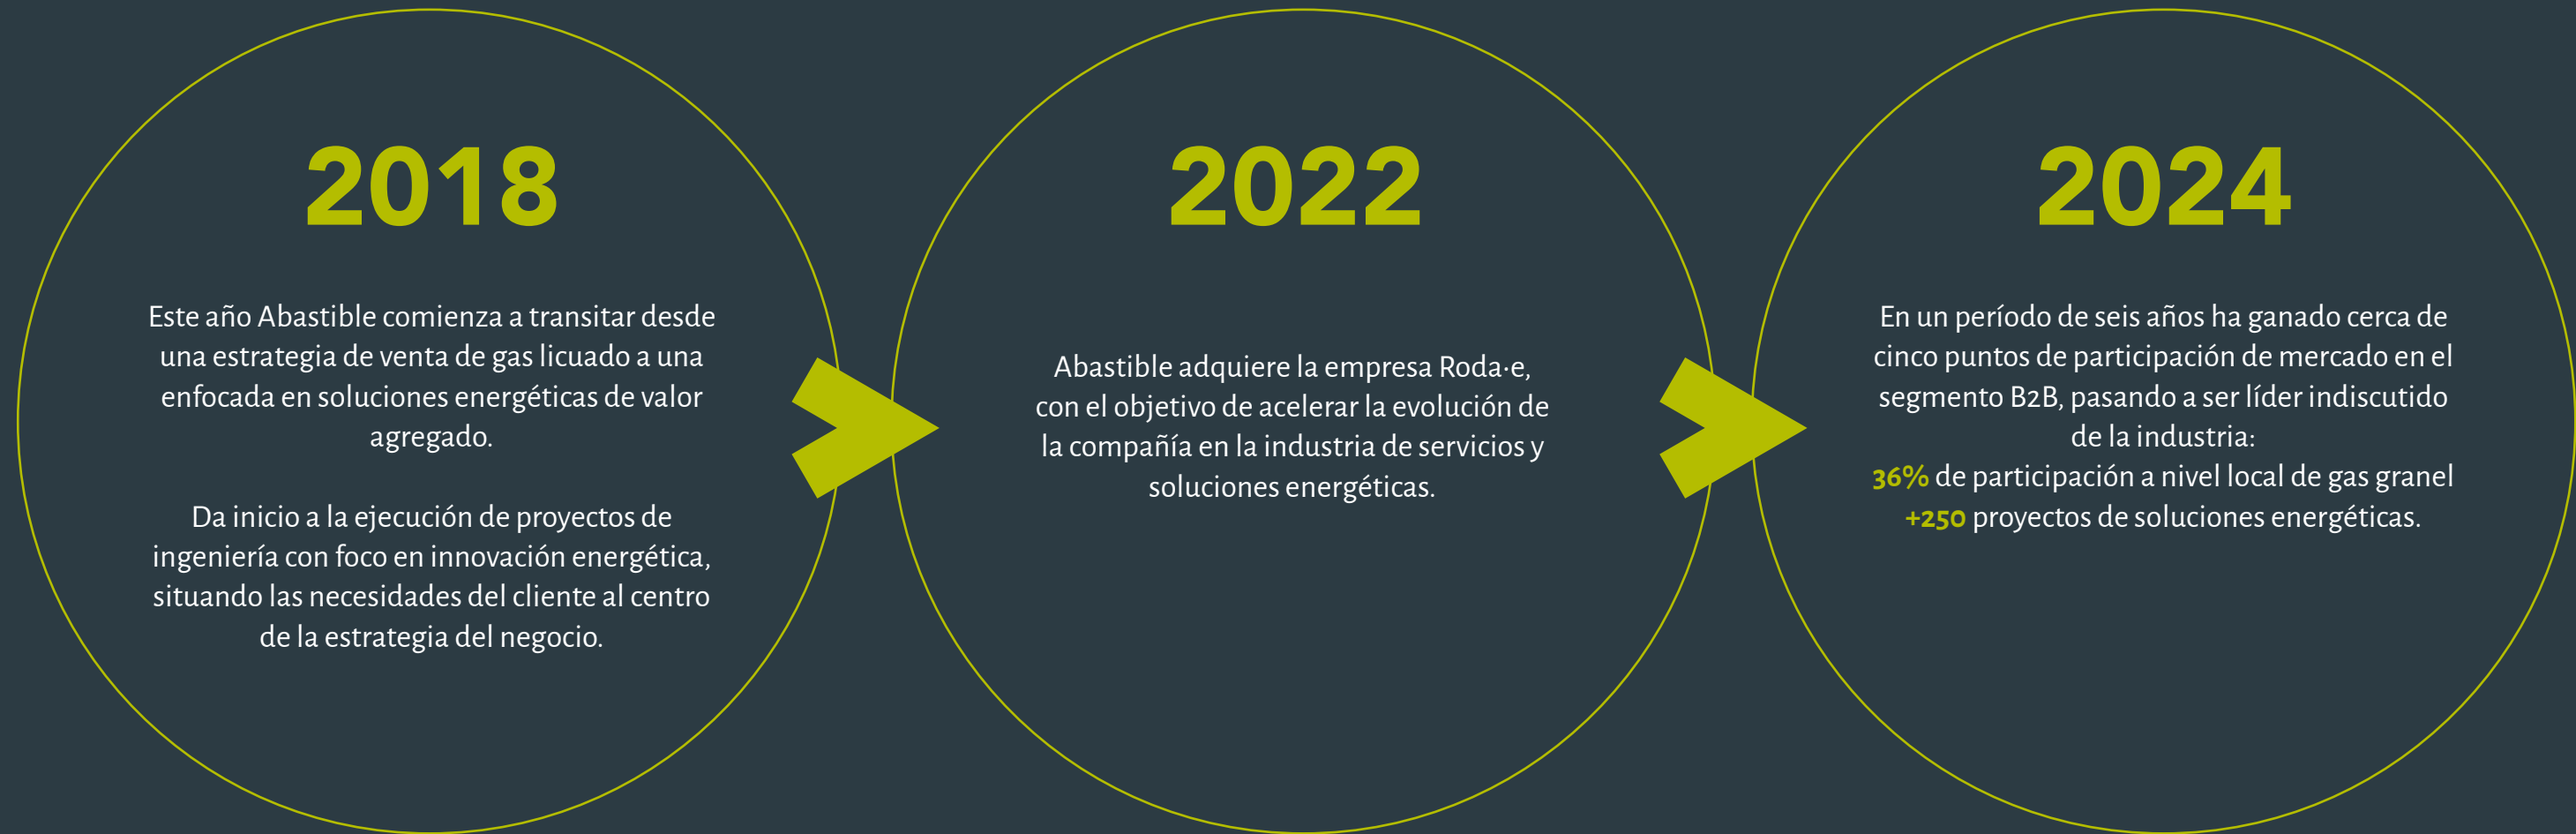 2018
Este año Abastible comienza a transitar desde
una estrategia de venta de gas licuado a una
enfocada en soluciones energéticas de valor
agregado.
Da inicio a la ejecución de proyectos de
ingeniería con foco en innovación energética,
situando las necesidades del cliente al centro
de la estrategia del negocio.
2022
Abastible adquiere la empresa Roda·e,
con el objetivo de acelerar la evolución de
la compañía en la industria de servicios y
soluciones energéticas.
2024
En un período de seis años ha ganado cerca de
cinco puntos de participación de mercado en el
segmento B2B, pasando a ser líder indiscutido
de la industria:
36% de participación a nivel local de gas granel
+250 proyectos de soluciones energéticas.